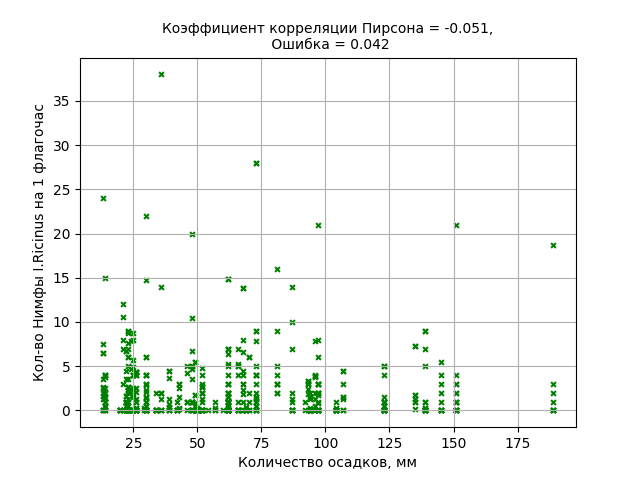 Коэффициент корреляции Пирсона = -0.051,
Ошибка = 0.042
Кол-во Нимфы I.Ricinus на 1 флагочас
35
30
25
20
15
10
5
0
25 50 75 100 125 150 175
Количество осадков, мм